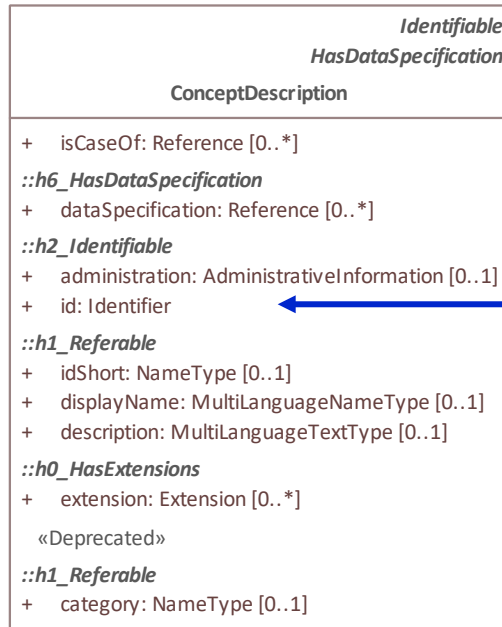 Identifiable
HasDataSpecification
ConceptDescription
+ isCaseOf: Reference [0..*]
::h6_HasDataSpecification
+ dataSpecification: Reference [0..*]
::h2_Identifiable
+ administration: AdministrativeInformation [0..1]
+ id: Identifier
::h1_Referable
+ idShort: NameType [0..1]
+ displayName: MultiLanguageNameType [0..1]
+ description: MultiLanguageTextType [0..1]
::h0_HasExtensions
+ extension: Extension [0..*]
«Deprecated»
::h1_Referable
+ category: NameType [0..1]